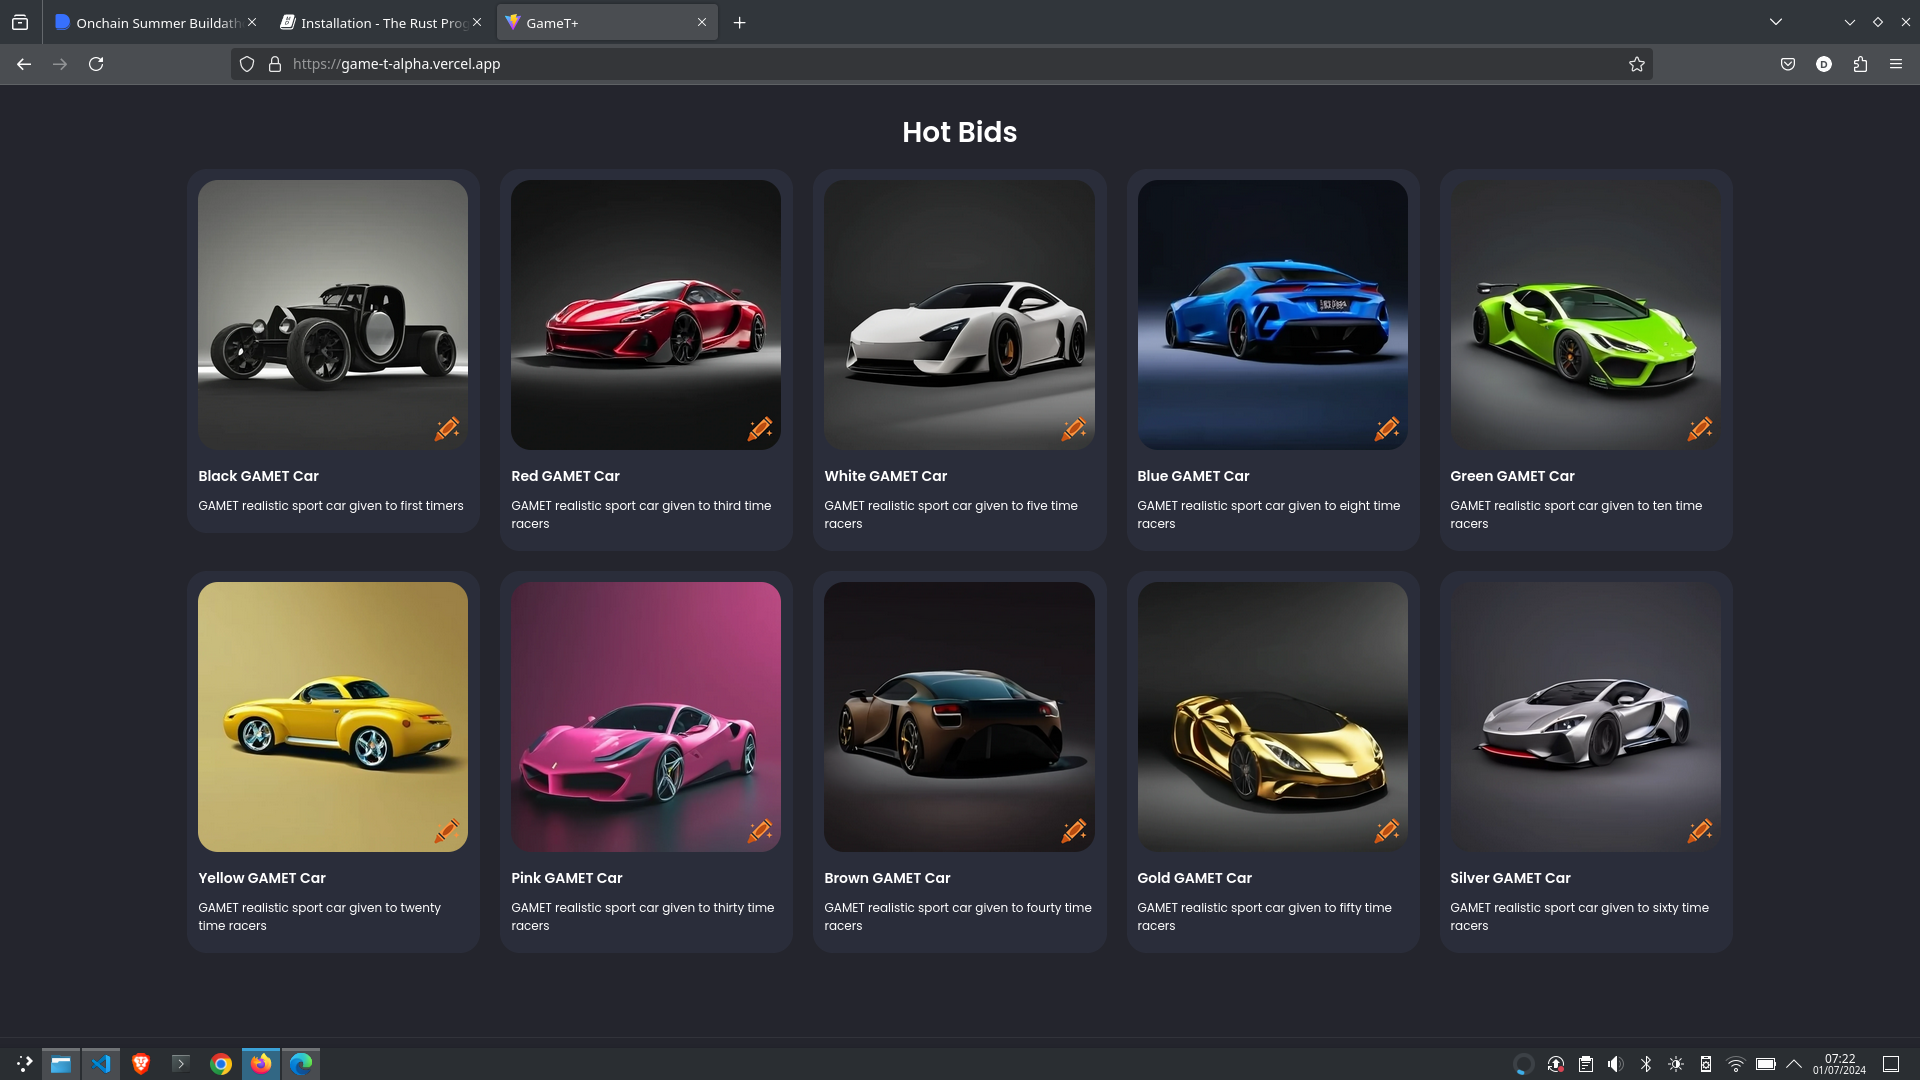 Onchain Summer Buildath
Installation - The Rust Prog
GameT+
https://game-t-alpha.vercel.app
D
Hot Bids
Black GAMET Car
GAMET realistic sport car given to first timers
Red GAMET Car
GAMET realistic sport car given to third time
racers
White GAMET Car
GAMET realistic sport car given to five time
racers
Blue GAMET Car
GAMET realistic sport car given to eight time
racers
Green GAMET Car
GAMET realistic sport car given to ten time
racers
Yellow GAMET Car
GAMET realistic sport car given to twenty
time racers
Pink GAMET Car
GAMET realistic sport car given to thirty time
racers
Brown GAMET Car
GAMET realistic sport car given to fourty time
racers
Gold GAMET Car
GAMET realistic sport car given to fifty time
racers
Silver GAMET Car
GAMET realistic sport car given to sixty time
racers
07:22
01/07/2024